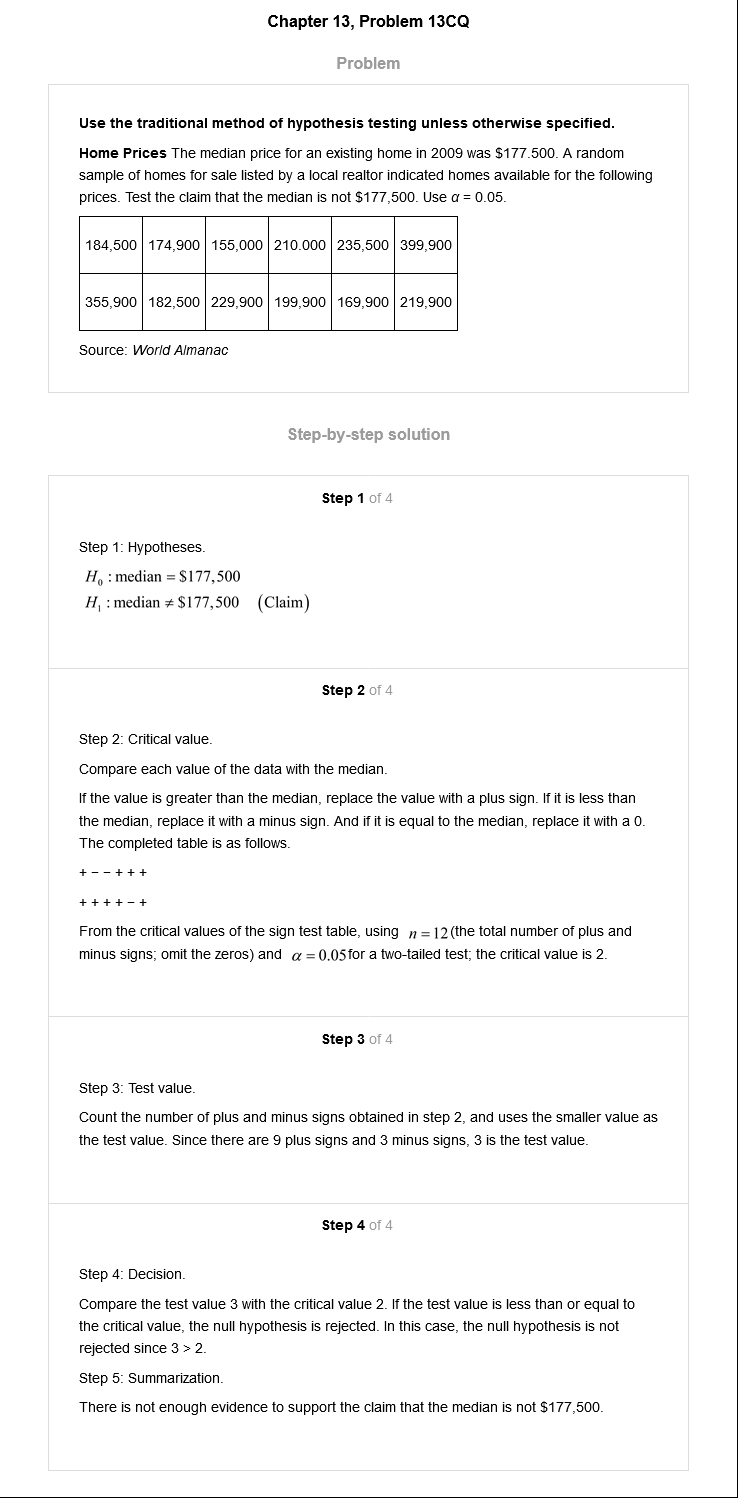 Chapter 13, Problem 13CQ
Problem
Use the traditional method of hypothesis testing unless otherwise specified.
Home Prices The median price for an existing home in 2009 was $177.500. A random
sample of homes for sale listed by a local realtor indicated homes available for the following
prices. Test the claim that the median is not $177,500. Use α = 0.05.
184,500 174,900 155,000 210.000 235,500 399,900
355,900 182,500 229,900 199,900 169,900 219,900
Source: World Almanac
Step-by-step solution
Step 1 of 4
Step 1: Hypotheses.
H₀ : median = $177,500
H₁ : median ≠ $177,500 (Claim)
Step 2 of 4
Step 2: Critical value.
Compare each value of the data with the median.
If the value is greater than the median, replace the value with a plus sign. If it is less than
the median, replace it with a minus sign. And if it is equal to the median, replace it with a 0.
The completed table is as follows.
+ − − + + +
+ + + + − +
From the critical values of the sign test table, using n = 12 (the total number of plus and
minus signs; omit the zeros) and α = 0.05 for a two-tailed test; the critical value is 2.
Step 3 of 4
Step 3: Test value.
Count the number of plus and minus signs obtained in step 2, and uses the smaller value as
the test value. Since there are 9 plus signs and 3 minus signs, 3 is the test value.
Step 4 of 4
Step 4: Decision.
Compare the test value 3 with the critical value 2. If the test value is less than or equal to
the critical value, the null hypothesis is rejected. In this case, the null hypothesis is not
rejected since 3 > 2.
Step 5: Summarization.
There is not enough evidence to support the claim that the median is not $177,500.